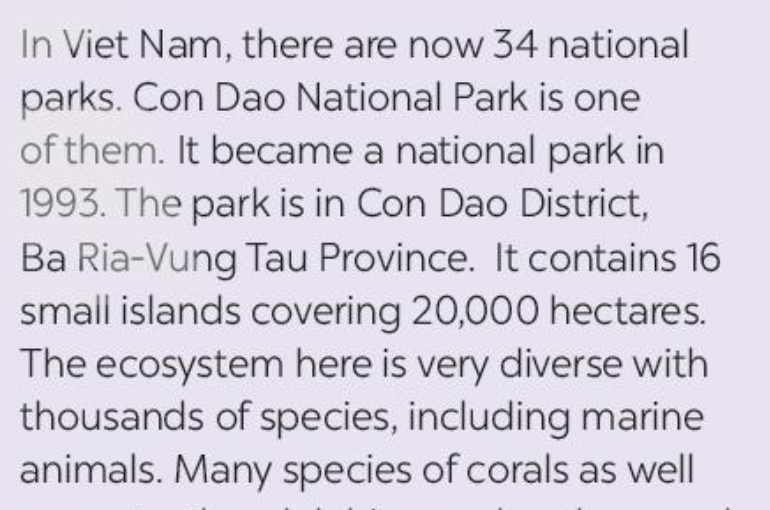 In Viet Nam, there are now 34 national
parks. Con Dao National Park is one
of them. It became a national park in
1993. The park is in Con Dao District,
Ba Ria-Vung Tau Province. It contains 16
small islands covering 20,000 hectares.
The ecosystem here is very diverse with
thousands of species, including marine
animals. Many species of corals as well